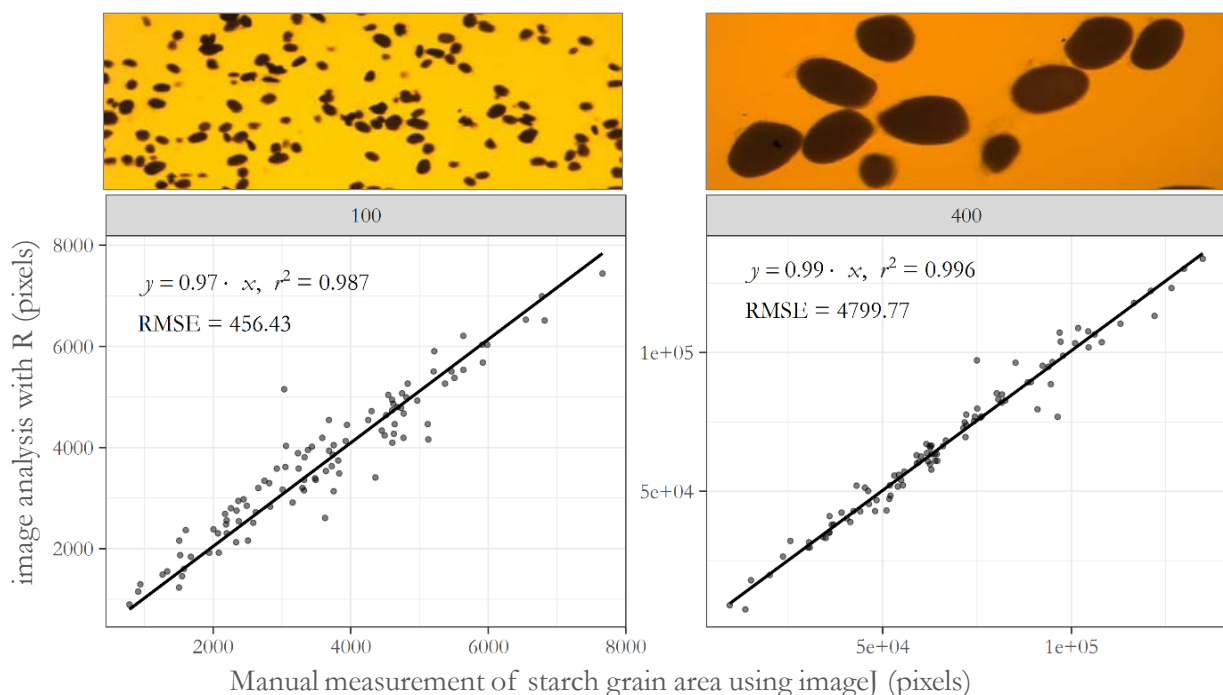 100
400
y = 0.97 · x, r² = 0.987
RMSE = 456.43
y = 0.99 · x, r² = 0.996
RMSE = 4799.77
image analysis with R (pixels)
8000
6000
4000
2000
1e+05
5e+04
2000 4000 6000 8000
5e+04 1e+05
Manual measurement of starch grain area using imageJ (pixels)